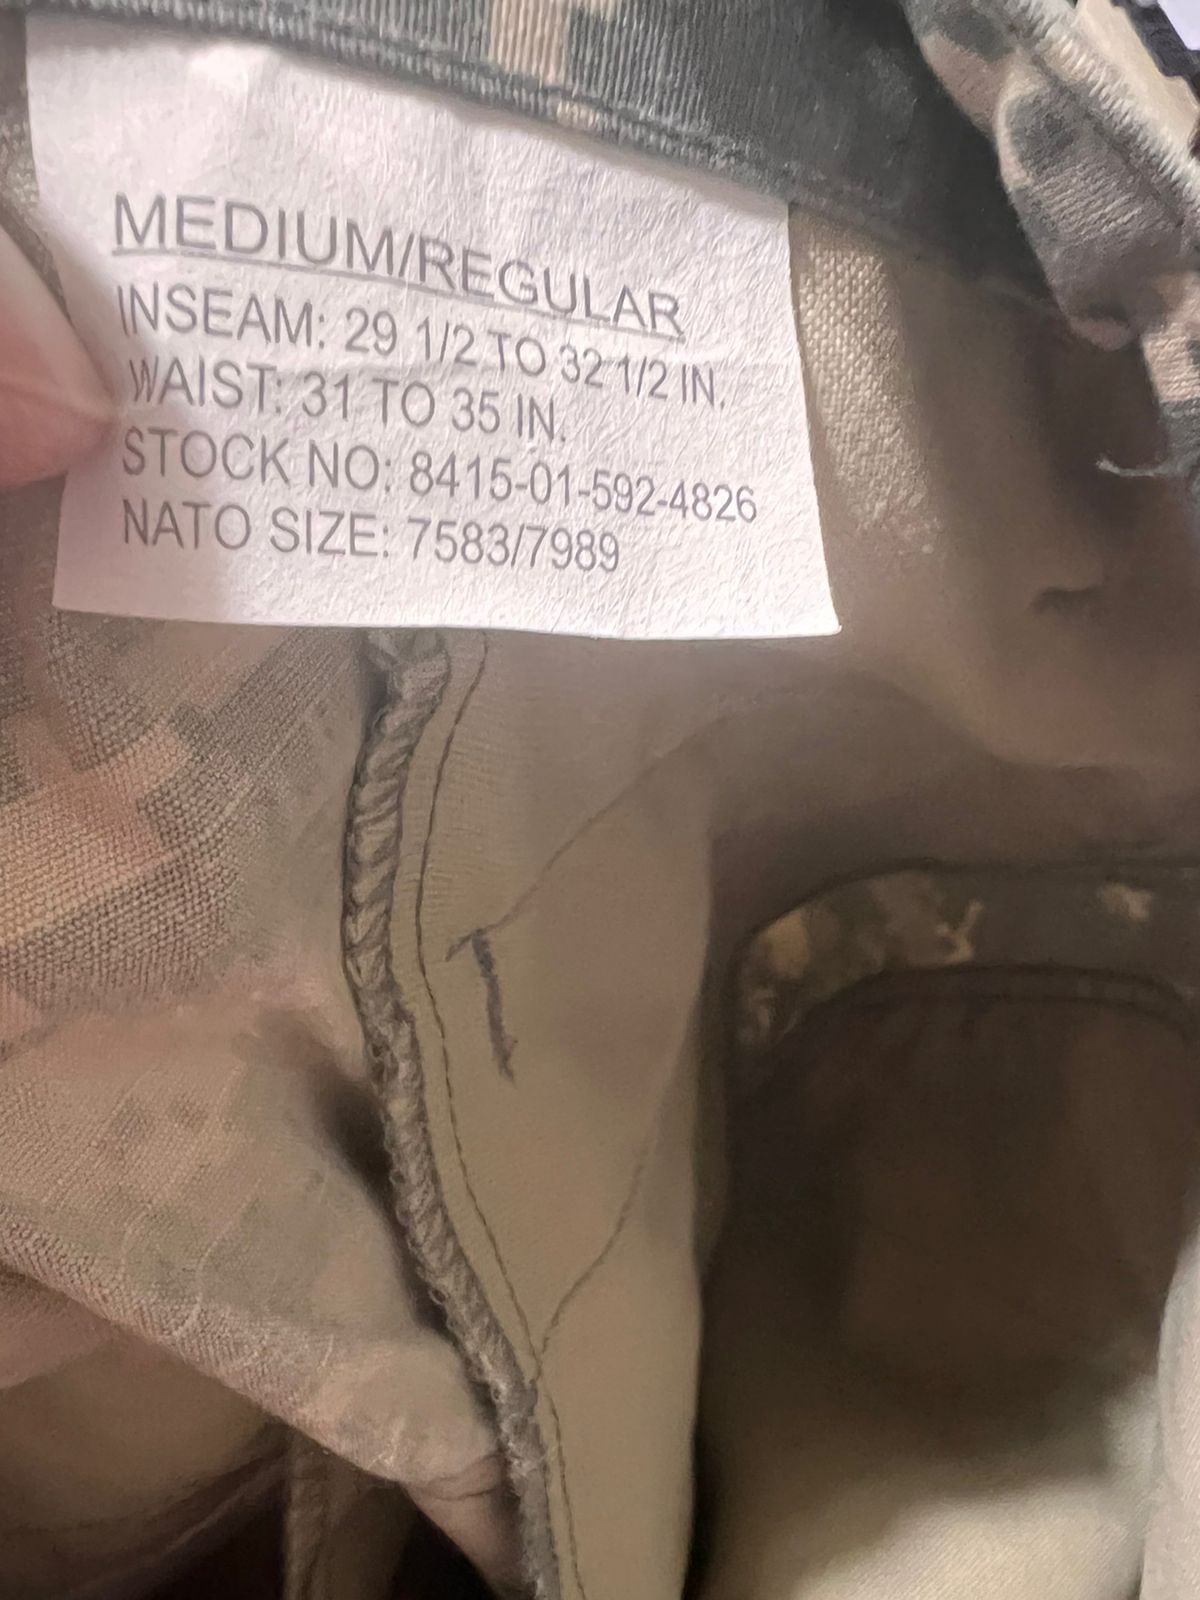 MEDIUM/REGULAR
INSEAM: 29 1/2 TO 32 1/2 IN.
WAIST: 31 TO 35 IN.
STOCK NO: 8415-01-592-4826
NATO SIZE: 7583/7989